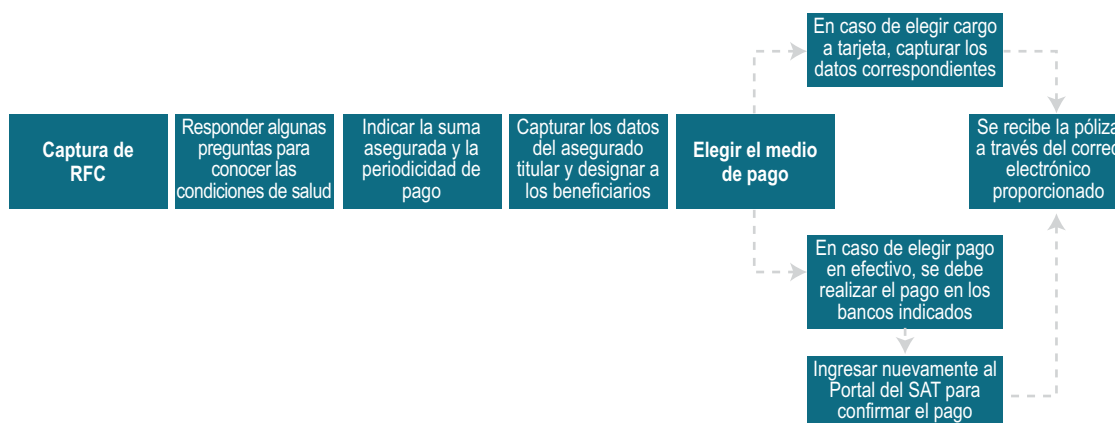 Captura de
RFC
Responder algunas
preguntas para
conocer las
condiciones de salud
Indicar la suma
asegurada y la
periodicidad de
pago
Capturar los datos
del asegurado
titular y designar a
los beneficiarios
Elegir el medio
de pago
En caso de elegir cargo
a tarjeta, capturar los
datos correspondientes
En caso de elegir pago
en efectivo, se debe
realizar el pago en los
bancos indicados
Ingresar nuevamente al
Portal del SAT para
confirmar el pago
Se recibe la póliza
a través del correo
electrónico
proporcionado